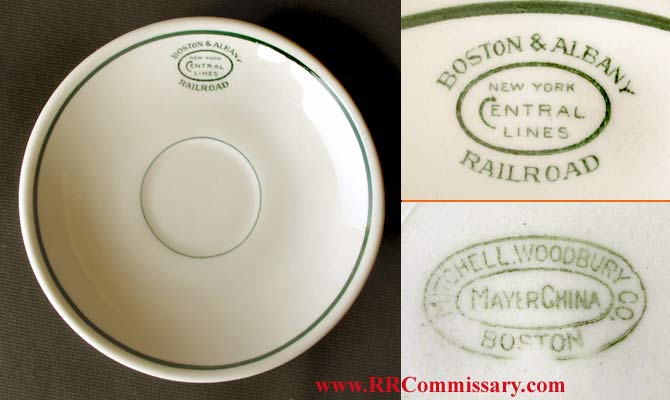 BOSTON & ALBANY
NEW YORK
CENTRAL
LINES
RAILROAD
BOSTON & ALBANY
NEW YORK
CENTRAL
LINES
RAILROAD
MITCHELL. WOODBURY CO.
MAYER CHINA
BOSTON
www.RRCommissary.com